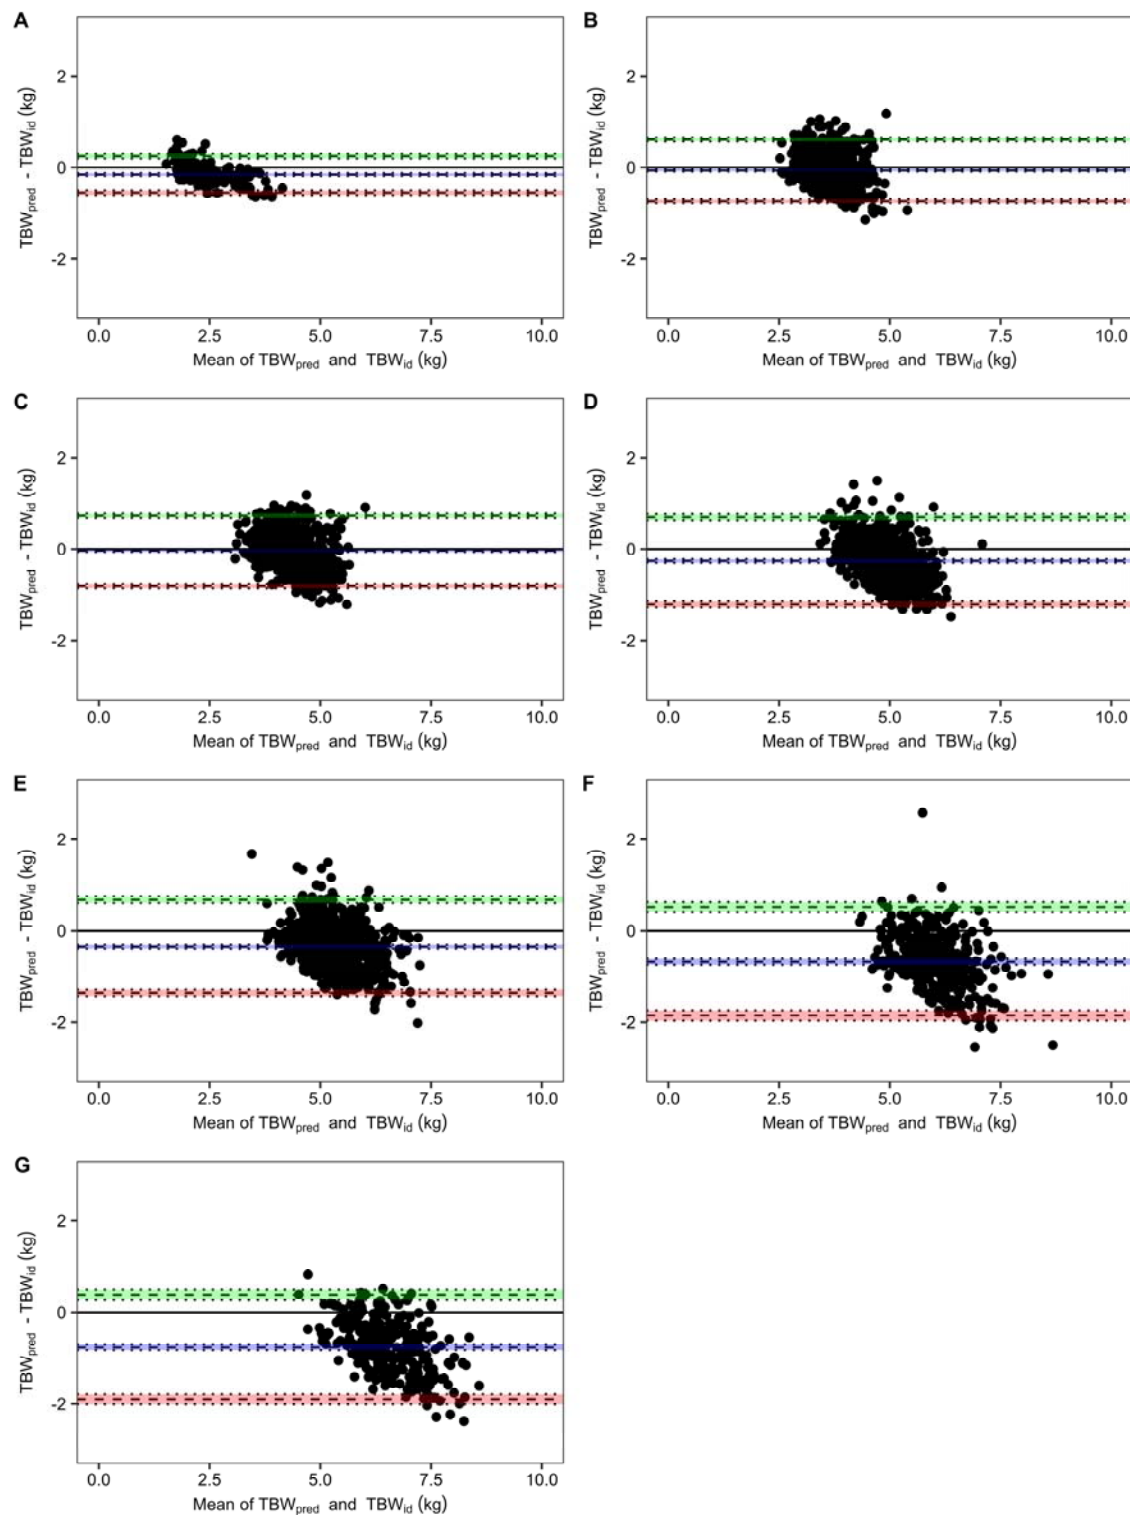 A
2
0
-2
TBWpred - TBWid (kg)
0.0 2.5 5.0 7.5 10.0
Mean of TBWpred and TBWid (kg)
B
2
0
-2
TBWpred - TBWid (kg)
0.0 2.5 5.0 7.5 10.0
Mean of TBWpred and TBWid (kg)
C
2
0
-2
TBWpred - TBWid (kg)
0.0 2.5 5.0 7.5 10.0
Mean of TBWpred and TBWid (kg)
D
2
0
-2
TBWpred - TBWid (kg)
0.0 2.5 5.0 7.5 10.0
Mean of TBWpred and TBWid (kg)
E
2
0
-2
TBWpred - TBWid (kg)
0.0 2.5 5.0 7.5 10.0
Mean of TBWpred and TBWid (kg)
F
2
0
-2
TBWpred - TBWid (kg)
0.0 2.5 5.0 7.5 10.0
Mean of TBWpred and TBWid (kg)
G
2
0
-2
TBWpred - TBWid (kg)
0.0 2.5 5.0 7.5 10.0
Mean of TBWpred and TBWid (kg)